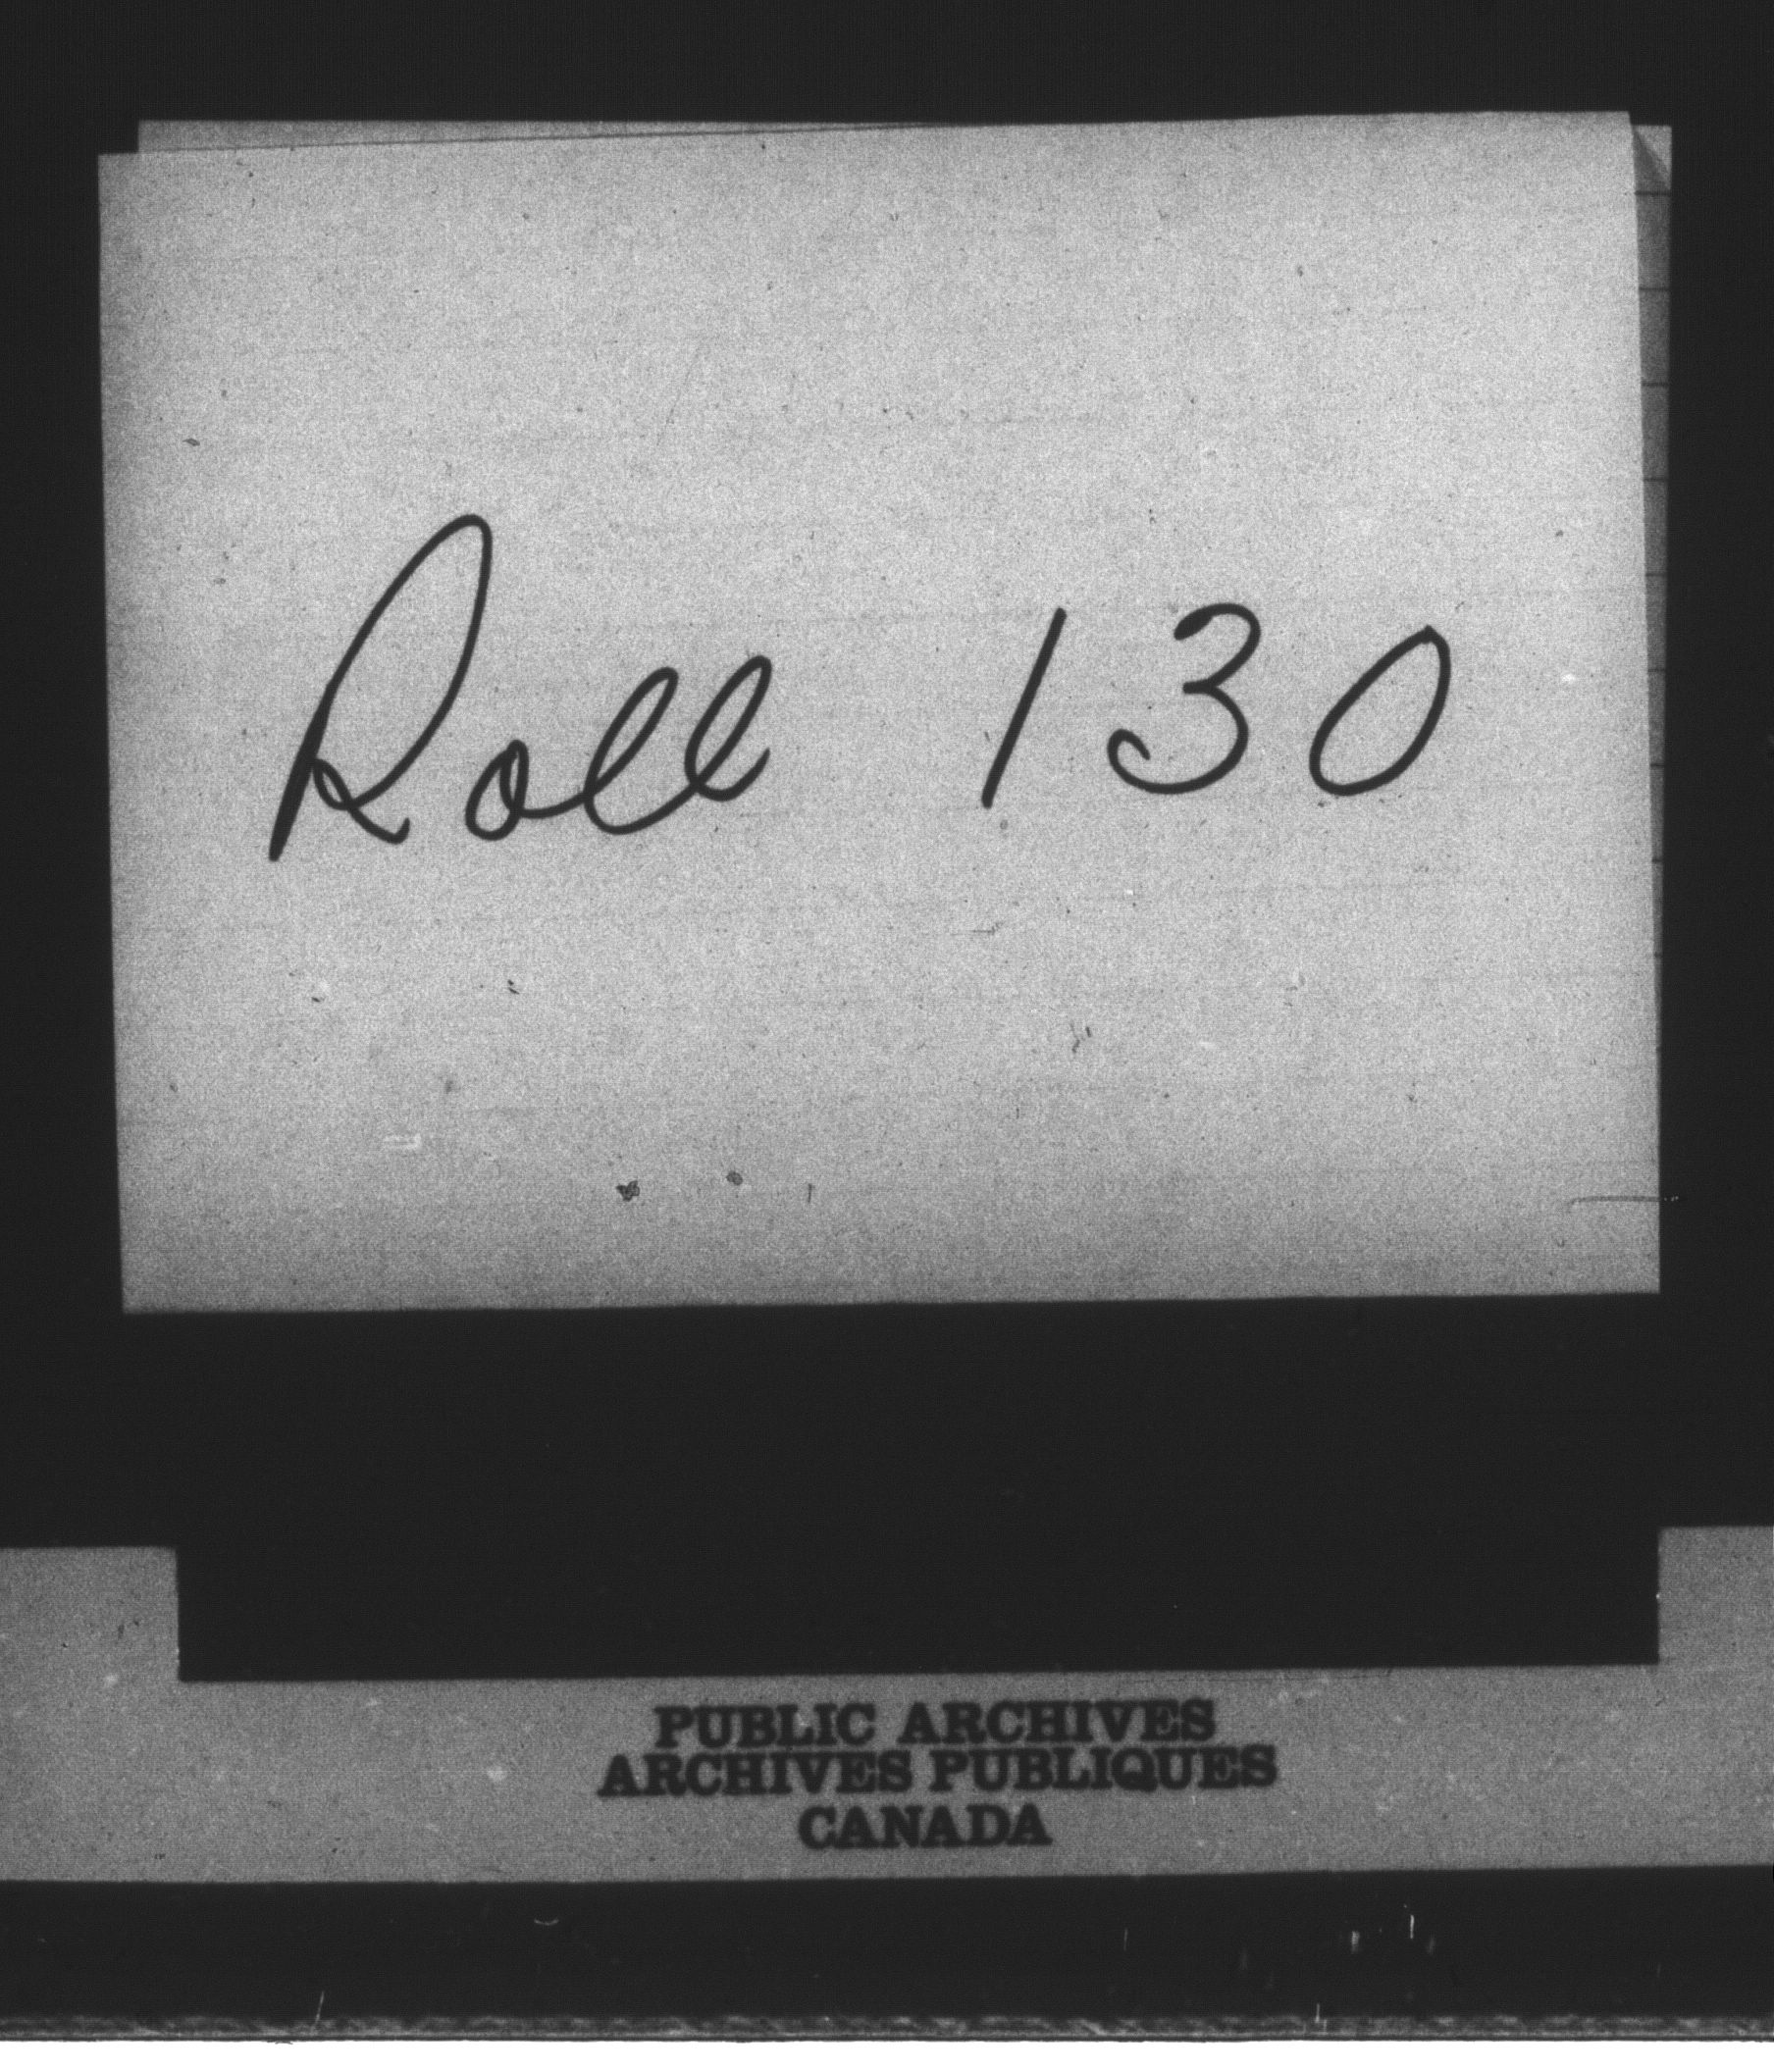 Roll 130
PUBLIC ARCHIVES
ARCHIVES PUBLIQUES
CANADA